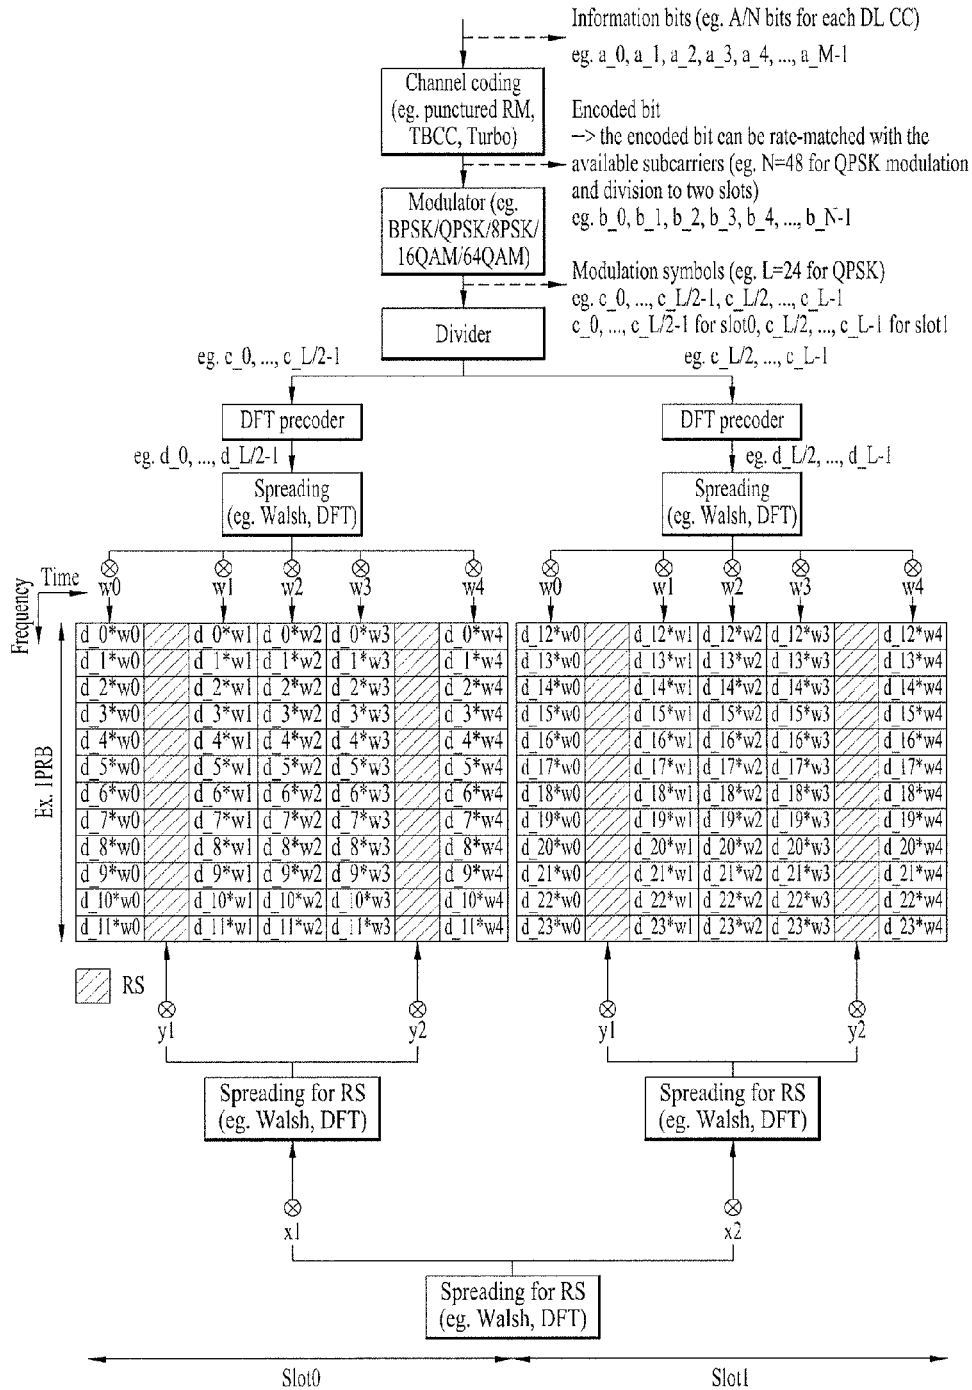 Information bits (eg. A/N bits for each DL CC)
eg. a_0, a_1, a_2, a_3, a_4, ..., a_M-1
Channel coding
(eg. punctured RM,
TBCC, Turbo)
Encoded bit
--> the encoded bit can be rate-matched with the
available subcarriers (eg. N=48 for QPSK modulation
and division to two slots)
eg. b_0, b_1, b_2, b_3, b_4, ..., b_N-1
Modulator (eg.
BPSK/QPSK/8PSK/
16QAM/64QAM)
Modulation symbols (eg. L=24 for QPSK)
eg. c_0, ..., c_L/2-1, c_L/2, ..., c_L-1
c_0, ..., c_L/2-1 for slot0, c_L/2, ..., c_L-1 for slot1
Divider
eg. c_0, ..., c_L/2-1
eg. c_L/2, ..., c_L-1
DFT precoder
DFT precoder
eg. d_0, ..., d_L/2-1
eg. d_L/2, ..., d_L-1
Spreading
(eg. Walsh, DFT)
Spreading
(eg. Walsh, DFT)
Frequency
Time
w0 w1 w2 w3 w4 w0 w1 w2 w3 w4
Ex. 1PRB
d_0*w0 d_0*w1 d_0*w2 d_0*w3 d_0*w4 d_12*w0 d_12*w1 d_12*w2 d_12*w3 d_12*w4
d_1*w0 d_1*w1 d_1*w2 d_1*w3 d_1*w4 d_13*w0 d_13*w1 d_13*w2 d_13*w3 d_13*w4
d_2*w0 d_2*w1 d_2*w2 d_2*w3 d_2*w4 d_14*w0 d_14*w1 d_14*w2 d_14*w3 d_14*w4
d_3*w0 d_3*w1 d_3*w2 d_3*w3 d_3*w4 d_15*w0 d_15*w1 d_15*w2 d_15*w3 d_15*w4
d_4*w0 d_4*w1 d_4*w2 d_4*w3 d_4*w4 d_16*w0 d_16*w1 d_16*w2 d_16*w3 d_16*w4
d_5*w0 d_5*w1 d_5*w2 d_5*w3 d_5*w4 d_17*w0 d_17*w1 d_17*w2 d_17*w3 d_17*w4
d_6*w0 d_6*w1 d_6*w2 d_6*w3 d_6*w4 d_18*w0 d_18*w1 d_18*w2 d_18*w3 d_18*w4
d_7*w0 d_7*w1 d_7*w2 d_7*w3 d_7*w4 d_19*w0 d_19*w1 d_19*w2 d_19*w3 d_19*w4
d_8*w0 d_8*w1 d_8*w2 d_8*w3 d_8*w4 d_20*w0 d_20*w1 d_20*w2 d_20*w3 d_20*w4
d_9*w0 d_9*w1 d_9*w2 d_9*w3 d_9*w4 d_21*w0 d_21*w1 d_21*w2 d_21*w3 d_21*w4
d_10*w0 d_10*w1 d_10*w2 d_10*w3 d_10*w4 d_22*w0 d_22*w1 d_22*w2 d_22*w3 d_22*w4
d_11*w0 d_11*w1 d_11*w2 d_11*w3 d_11*w4 d_23*w0 d_23*w1 d_23*w2 d_23*w3 d_23*w4
RS
y1 y2 y1 y2
Spreading for RS
(eg. Walsh, DFT)
Spreading for RS
(eg. Walsh, DFT)
x1 x2
Spreading for RS
(eg. Walsh, DFT)
Slot0 Slot1